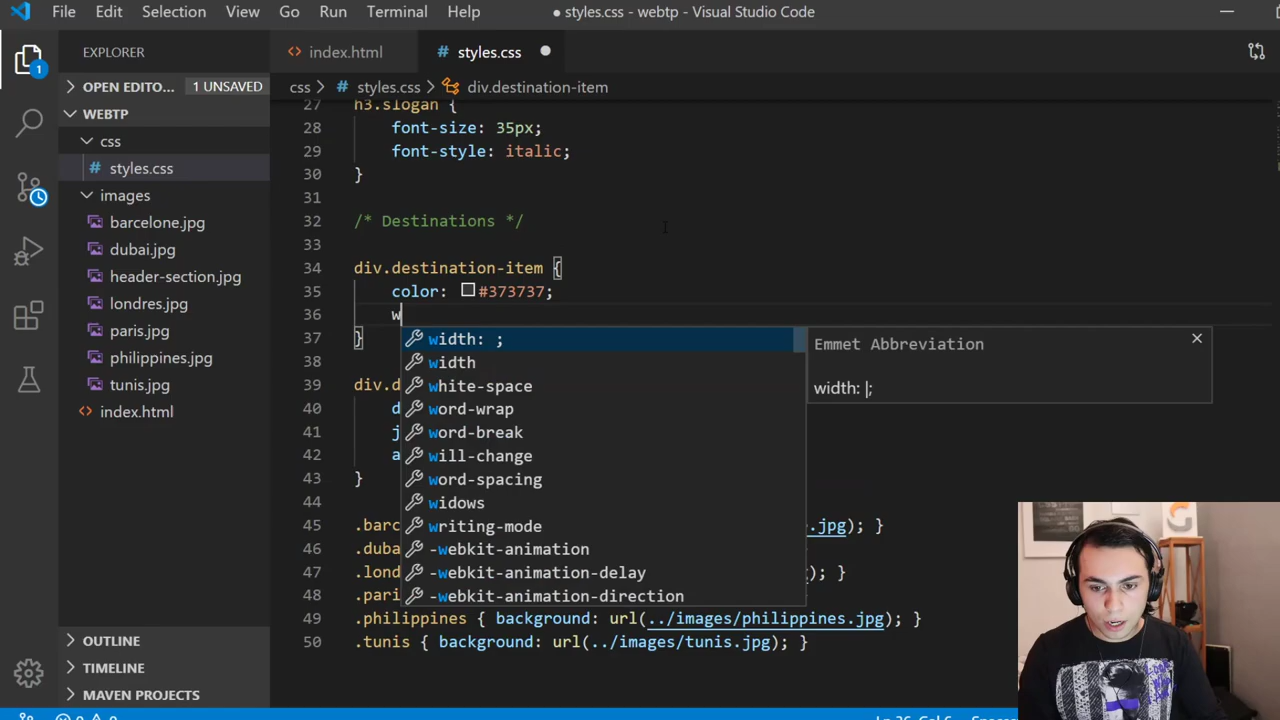 File Edit Selection View Go Run Terminal Help ● styles.css - webtp - Visual Studio Code
EXPLORER
<> index.html
# styles.css ●
1
OPEN EDITO... 1 UNSAVED
css > # styles.css > div.destination-item
WEBTP
css
# styles.css
images
barcelone.jpg
dubai.jpg
header-section.jpg
londres.jpg
paris.jpg
philippines.jpg
tunis.jpg
<> index.html
OUTLINE
TIMELINE
MAVEN PROJECTS
27 h3.slogan {
28 font-size: 35px;
29 font-style: italic;
30 }
31
32 /* Destinations */
33
34 div.destination-item {
35 color: #373737;
36 w
37 }
38
39 div.d
40 d
41 j
42 a
43 }
44
45 .barc .jpg); }
46 .duba
47 .lond ); }
48 .pari
49 .philippines { background: url(../images/philippines.jpg); }
50 .tunis { background: url(../images/tunis.jpg); }
width: ;
width
white-space
word-wrap
word-break
will-change
word-spacing
widows
writing-mode
-webkit-animation
-webkit-animation-delay
-webkit-animation-direction
Emmet Abbreviation
width: |;